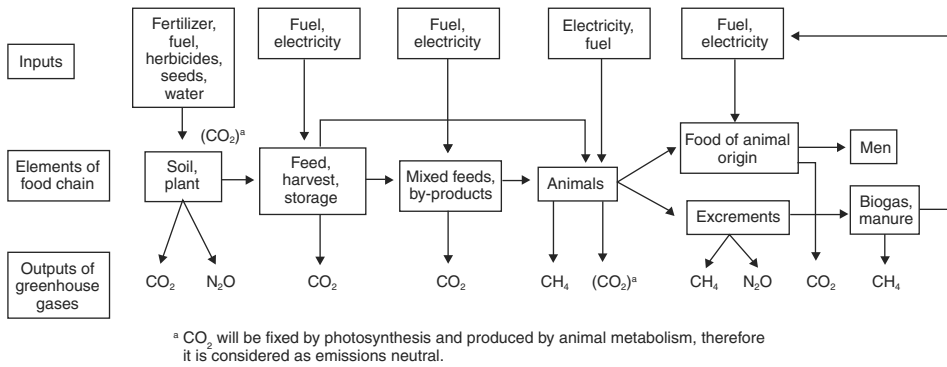 Inputs
Fertilizer,
fuel,
herbicides,
seeds,
water
Fuel,
electricity
Fuel,
electricity
Electricity,
fuel
Fuel,
electricity
Elements of
food chain
(CO₂)ᵃ
Soil,
plant
Feed,
harvest,
storage
Mixed feeds,
by-products
Animals
Food of animal
origin
Men
Excrements
Biogas,
manure
Outputs of
greenhouse
gases
CO₂
N₂O
CO₂
CO₂
CH₄
(CO₂)ᵃ
CH₄
N₂O
CO₂
CH₄
ᵃ CO₂ will be fixed by photosynthesis and produced by animal metabolism, therefore
it is considered as emissions neutral.